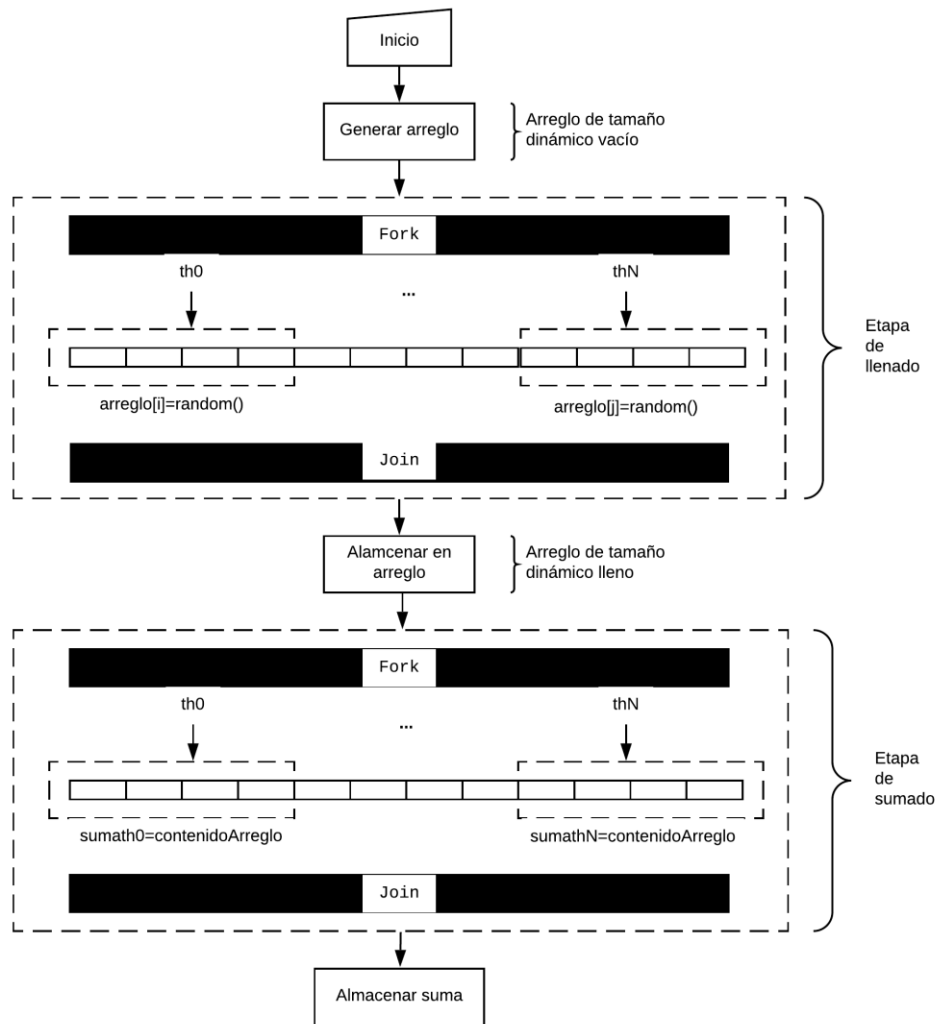 Inicio
Generar arreglo
Arreglo de tamaño
dinámico vacío
Fork
th0
thN
...
arreglo[i]=random()
arreglo[j]=random()
Join
Etapa
de
llenado
Alamcenar en
arreglo
Arreglo de tamaño
dinámico lleno
Fork
th0
thN
...
sumath0=contenidoArreglo
sumathN=contenidoArreglo
Join
Etapa
de
sumado
Almacenar suma